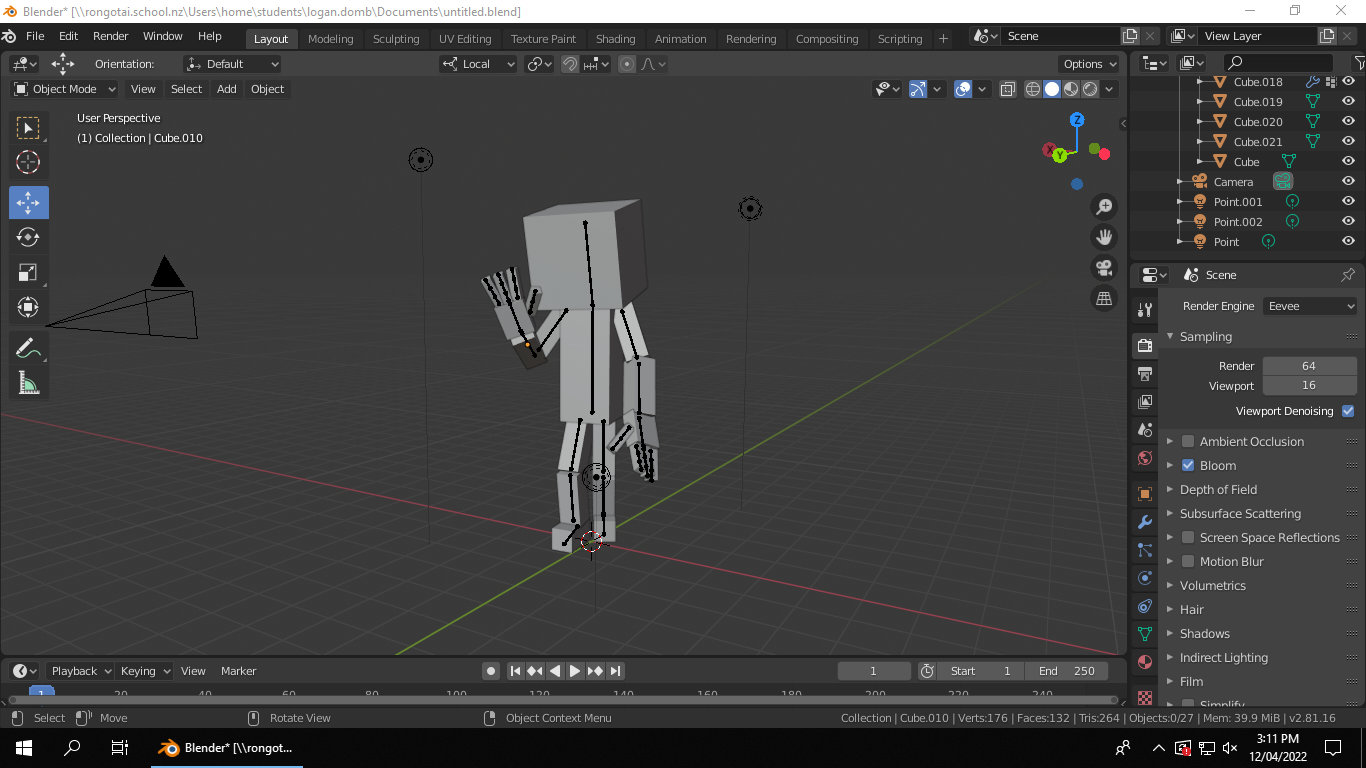 Blender* [\\rongotai.school.nz\Users\home\students\logan.domb\Documents\untitled.blend]
File Edit Render Window Help Layout Modeling Sculpting UV Editing Texture Paint Shading Animation Rendering Compositing Scripting + Scene View Layer
Orientation: Default Local Options
Object Mode View Select Add Object
User Perspective
(1) Collection | Cube.010
Z
X
Y
Cube.018
Cube.019
Cube.020
Cube.021
Cube
Camera
Point.001
Point.002
Point
Scene
Render Engine Eevee
Sampling
Render 64
Viewport 16
Viewport Denoising
Ambient Occlusion
Bloom
Depth of Field
Subsurface Scattering
Screen Space Reflections
Motion Blur
Volumetrics
Hair
Shadows
Indirect Lighting
Film
Simplify
Playback Keying View Marker 1 Start 1 End 250
1 20 40 60 80 100 120 140 160 180 200 220 240
Select Move Rotate View Object Context Menu Collection | Cube.010 | Verts:176 | Faces:132 | Tris:264 | Objects:0/27 | Mem: 39.9 MiB | v2.81.16
Blender* [\\rongot...
3:11 PM
12/04/2022